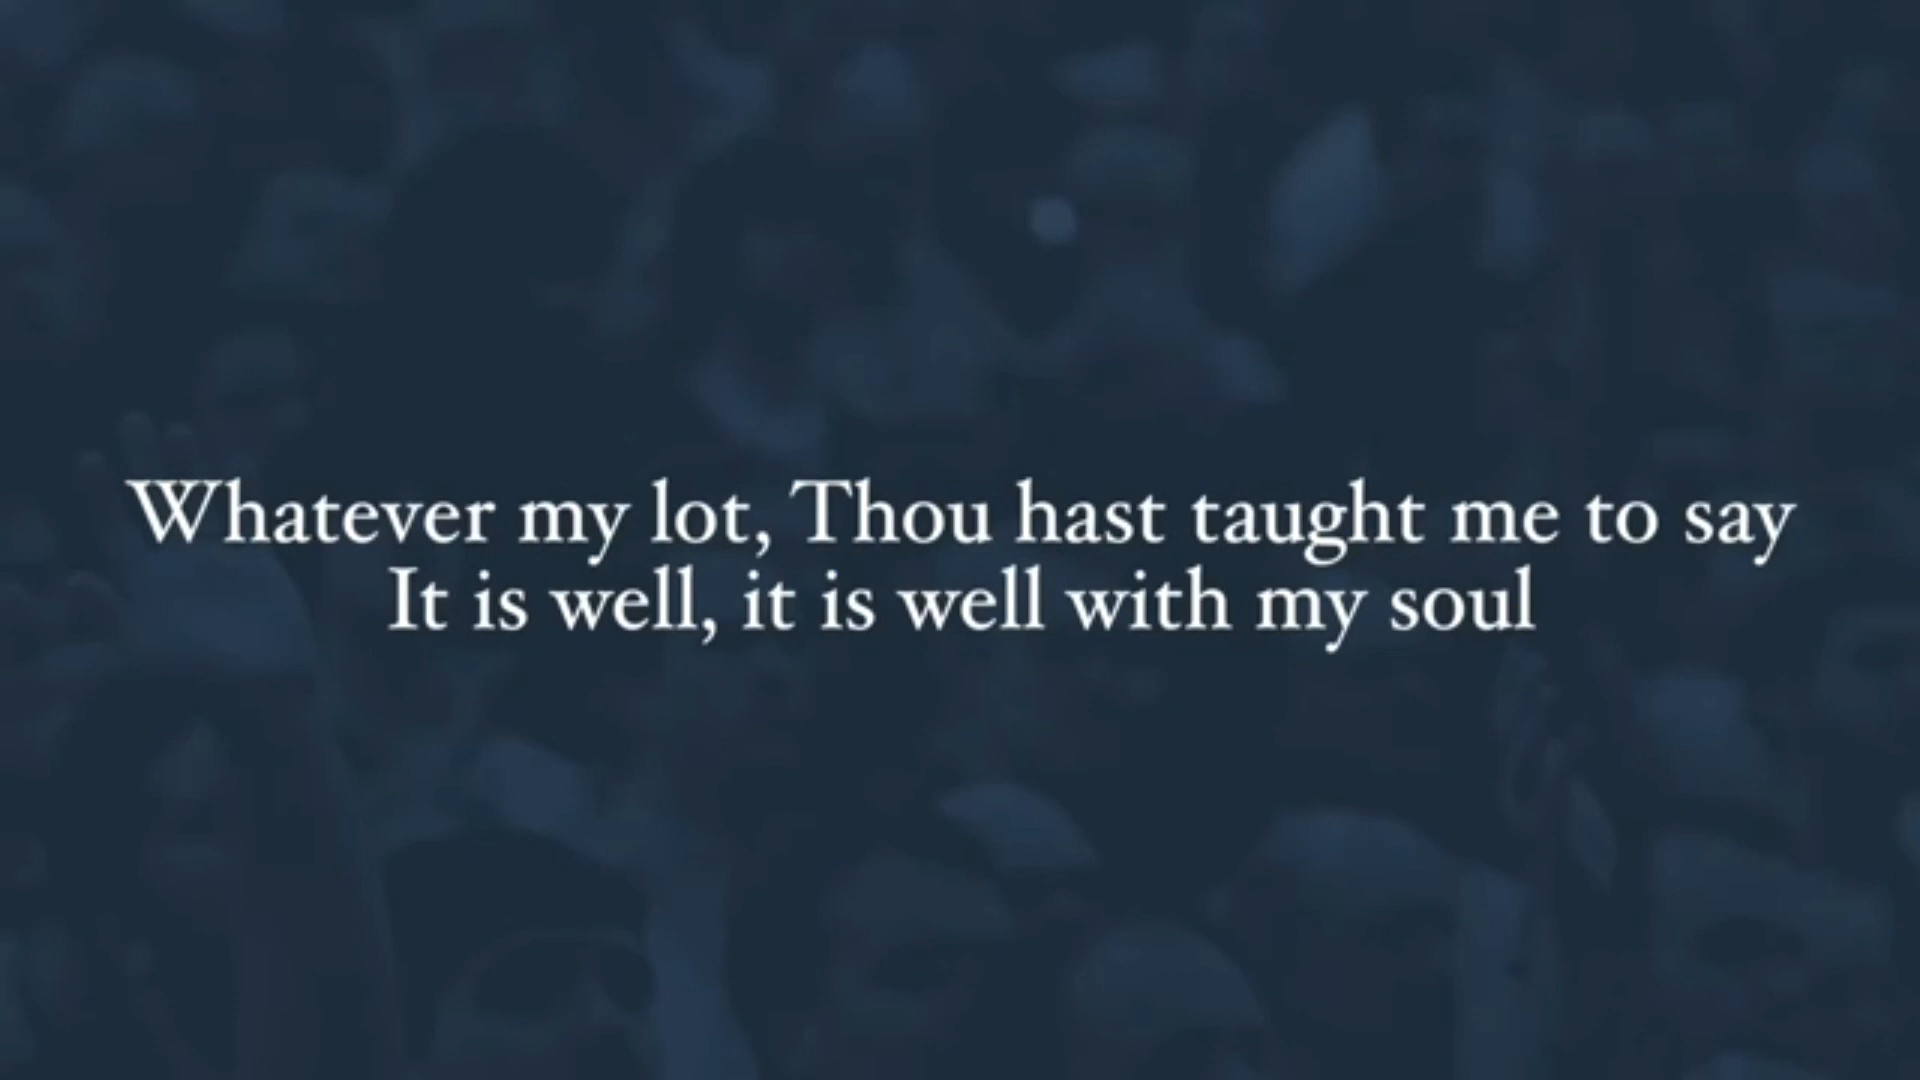 Whatever my lot, Thou hast taught me to say
It is well, it is well with my soul